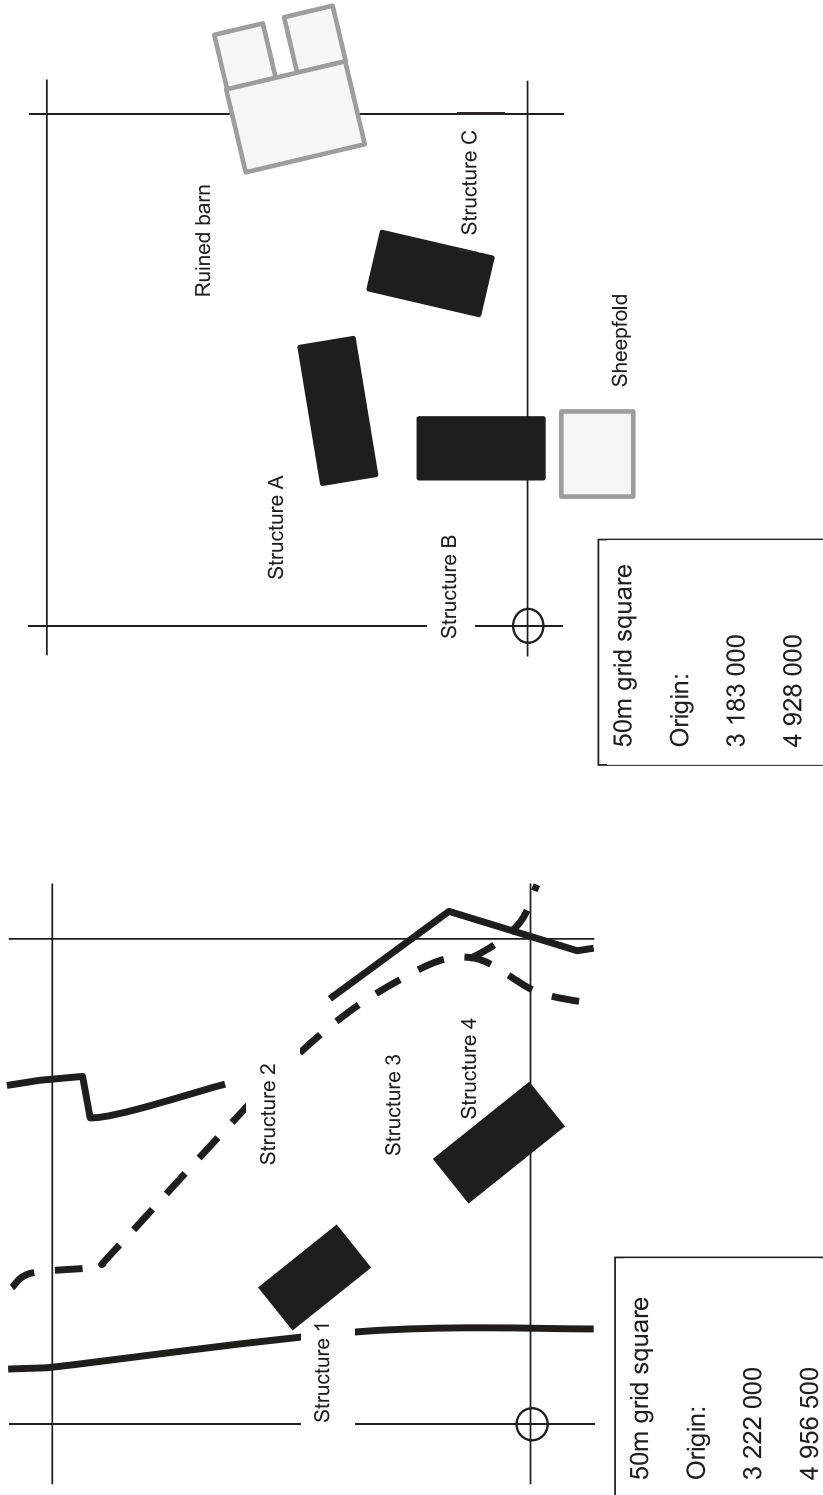 Structure 2
Structure 1
Structure 3
Structure 4
50m grid square
Origin:
3 222 000
4 956 500
Ruined barn
Structure A
Structure B
Structure C
Sheepfold
50m grid square
Origin:
3 183 000
4 928 000